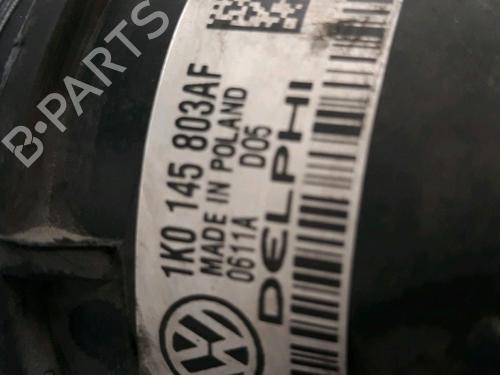 B-PARTS
1K0 145 803AF
MADE IN POLAND
0611A D05
DELPHI